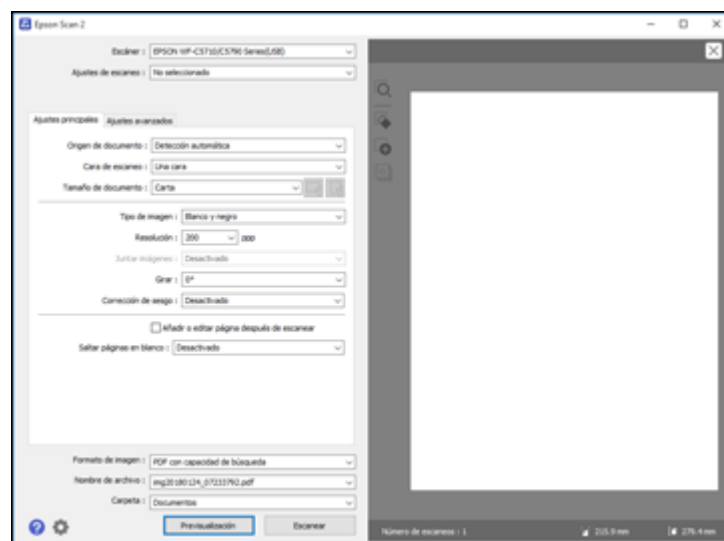 Epson Scan 2
Escáner : EPSON WF-C5710/C5790 Series(USB)
Ajustes de escaneo : No seleccionado
Ajustes principales Ajustes avanzados
Origen de documento : Detección automática
Cara de escaneo : Una cara
Tamaño de documento : Carta
Tipo de imagen : Blanco y negro
Resolución : 200 ppp
Juntar imágenes : Desactivado
Girar : 0°
Corrección de sesgo : Desactivado
Añadir o editar página después de escanear
Saltar páginas en blanco : Desactivado
Formato de imagen : PDF con capacidad de búsqueda
Nombre de archivo : img20180124_07233792.pdf
Carpeta : Documentos
Previsualización Escanear
Número de escaneos : 1 215.9 mm 279.4 mm